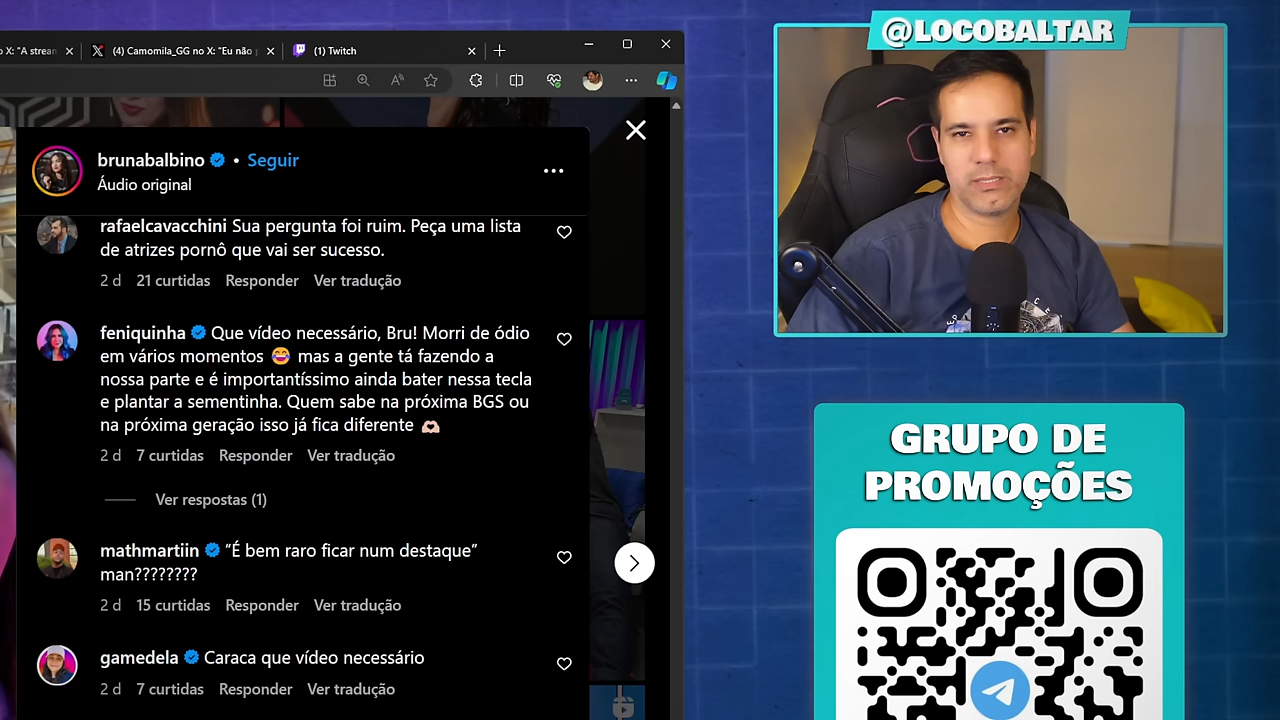 @LOCOBALTAR
o X: "A stream
(4) Camomila_GG no X: "Eu não
(1) Twitch
brunabalbino • Seguir
Áudio original
rafaelcavacchini Sua pergunta foi ruim. Peça uma lista
de atrizes pornô que vai ser sucesso.
2 d 21 curtidas Responder Ver tradução
feniquinha Que vídeo necessário, Bru! Morri de ódio
em vários momentos 😂 mas a gente tá fazendo a
nossa parte e é importantíssimo ainda bater nessa tecla
e plantar a sementinha. Quem sabe na próxima BGS ou
na próxima geração isso já fica diferente 🫶🏻
2 d 7 curtidas Responder Ver tradução
Ver respostas (1)
mathmartiin "É bem raro ficar num destaque"
man????????
2 d 15 curtidas Responder Ver tradução
gamedela Caraca que vídeo necessário
2 d 7 curtidas Responder Ver tradução
GRUPO DE
PROMOÇÕES